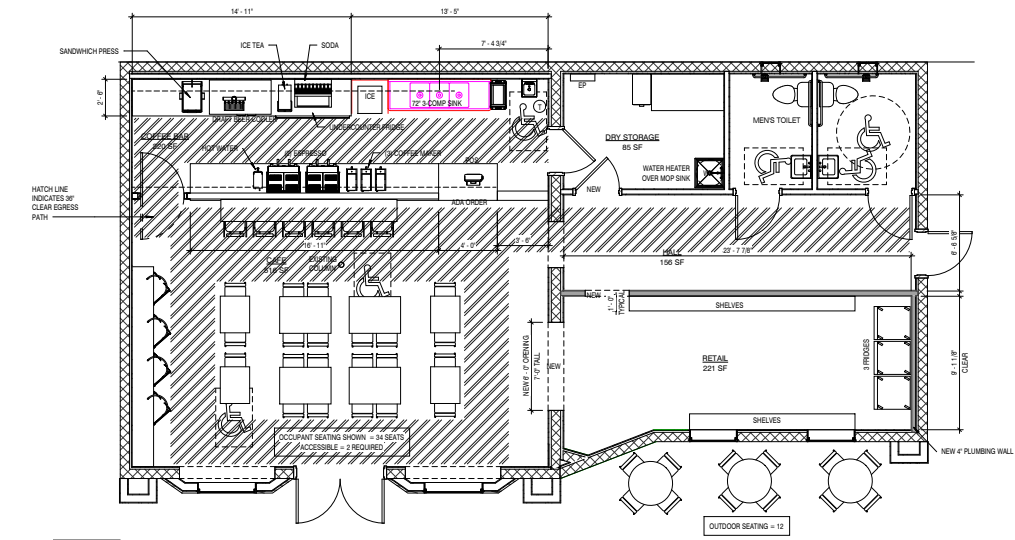 14' - 11"
13' - 5"
7' - 4 3/4"
ICE TEA
SODA
SANDWHICH PRESS
2' - 6"
ICE
72" 3-COMP SINK
T
EP
DRAFT BEER COOLER
UNDERCOUNTER FRIDGE
COFFEE BAR
220 SF
HOT WATER
(3) COFFEE MAKER
POS
ADA ORDER
DRY STORAGE
85 SF
WATER HEATER
OVER MOP SINK
NEW
MEN'S TOILET
HATCH LINE
INDICATES 36"
CLEAR EGRESS
PATH
16' - 11"
4' - 0"
2' - 6"
CAFE
516 SF
EXISTING
COLUMN
HALL
156 SF
23' - 7 7/8"
6' - 6 5/8"
NEW
1' - 0"
TYPICAL
SHELVES
NEW 6' - 0" OPENING
7'-0" TALL
NEW
RETAIL
221 SF
3 FRIDGES
9' - 1 1/8"
CLEAR
SHELVES
OCCUPANT SEATING SHOWN = 34 SEATS
ACCESSIBLE = 2 REQUIRED
NEW 4" PLUMBING WALL
OUTDOOR SEATING = 12